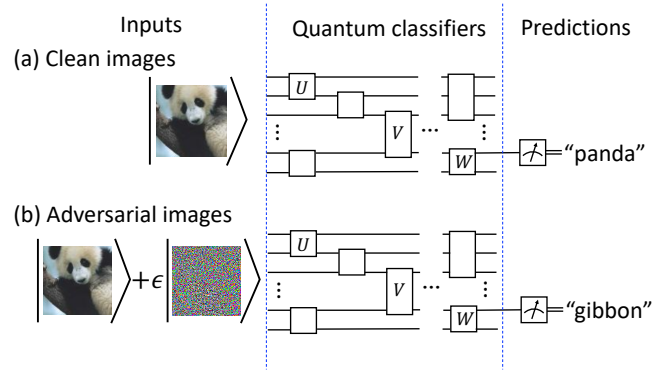 Inputs Quantum classifiers Predictions
(a) Clean images
U
V
...
W
"panda"
(b) Adversarial images
U
+ϵ
V
...
W
"gibbon"